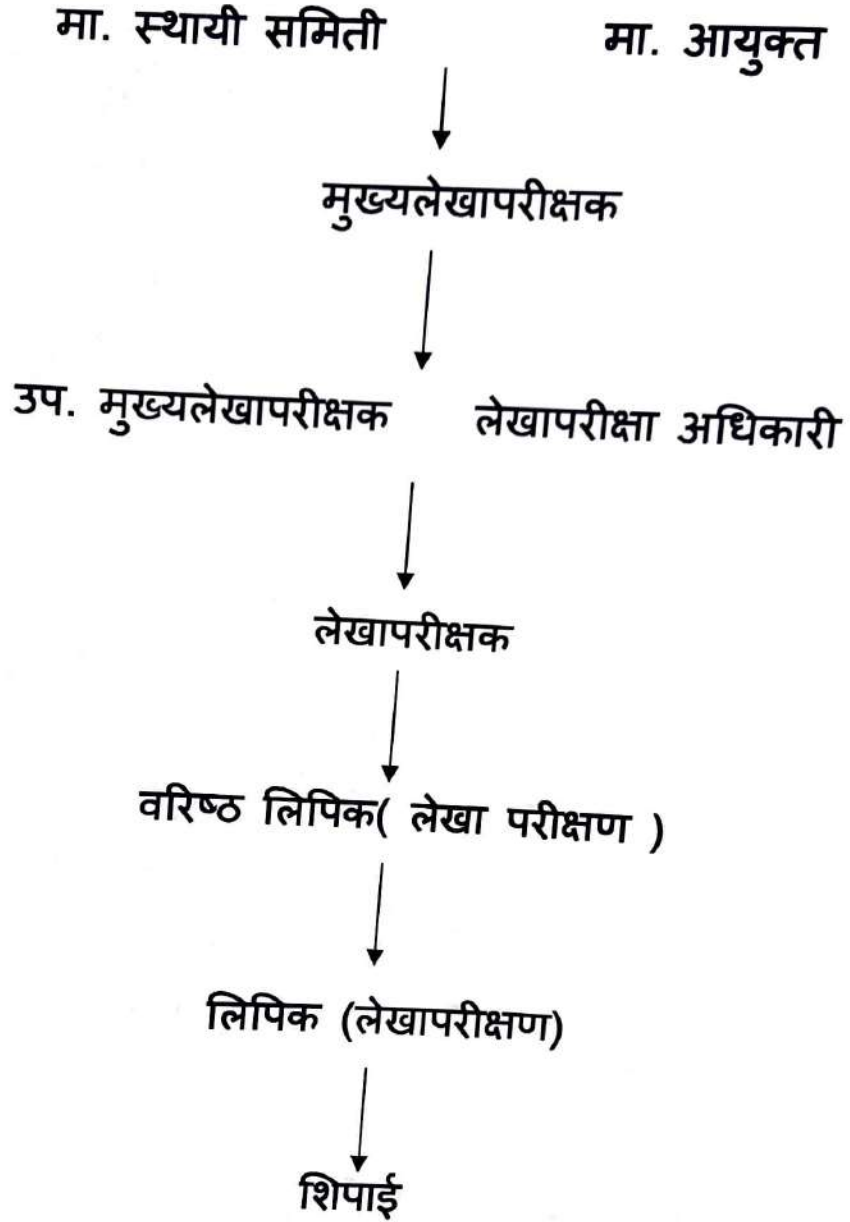 मा. स्थायी समिती    मा. आयुक्त
मुख्यलेखापरीक्षक
उप. मुख्यलेखापरीक्षक    लेखापरीक्षा अधिकारी
लेखापरीक्षक
वरिष्ठ लिपिक( लेखा परीक्षण )
लिपिक (लेखापरीक्षण)
शिपाई